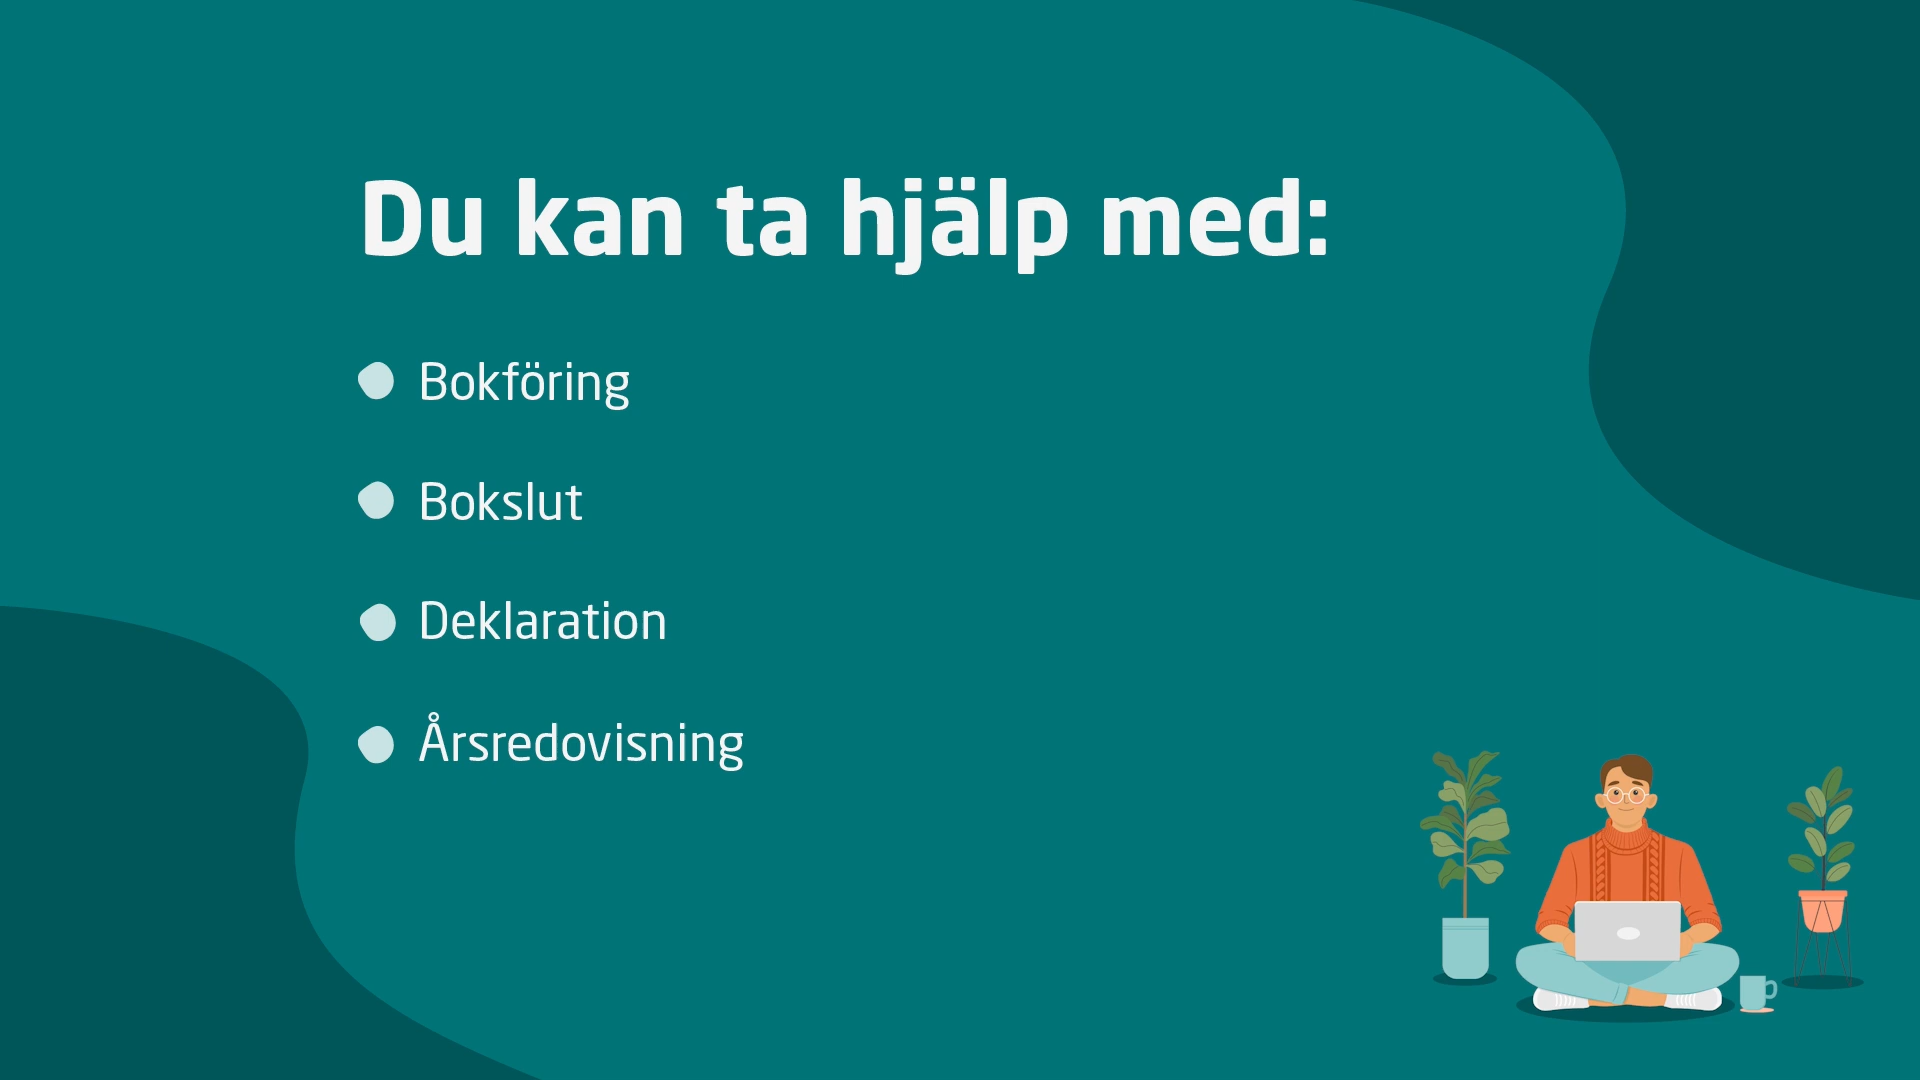 Du kan ta hjälp med:
Bokföring
Bokslut
Deklaration
Årsredovisning